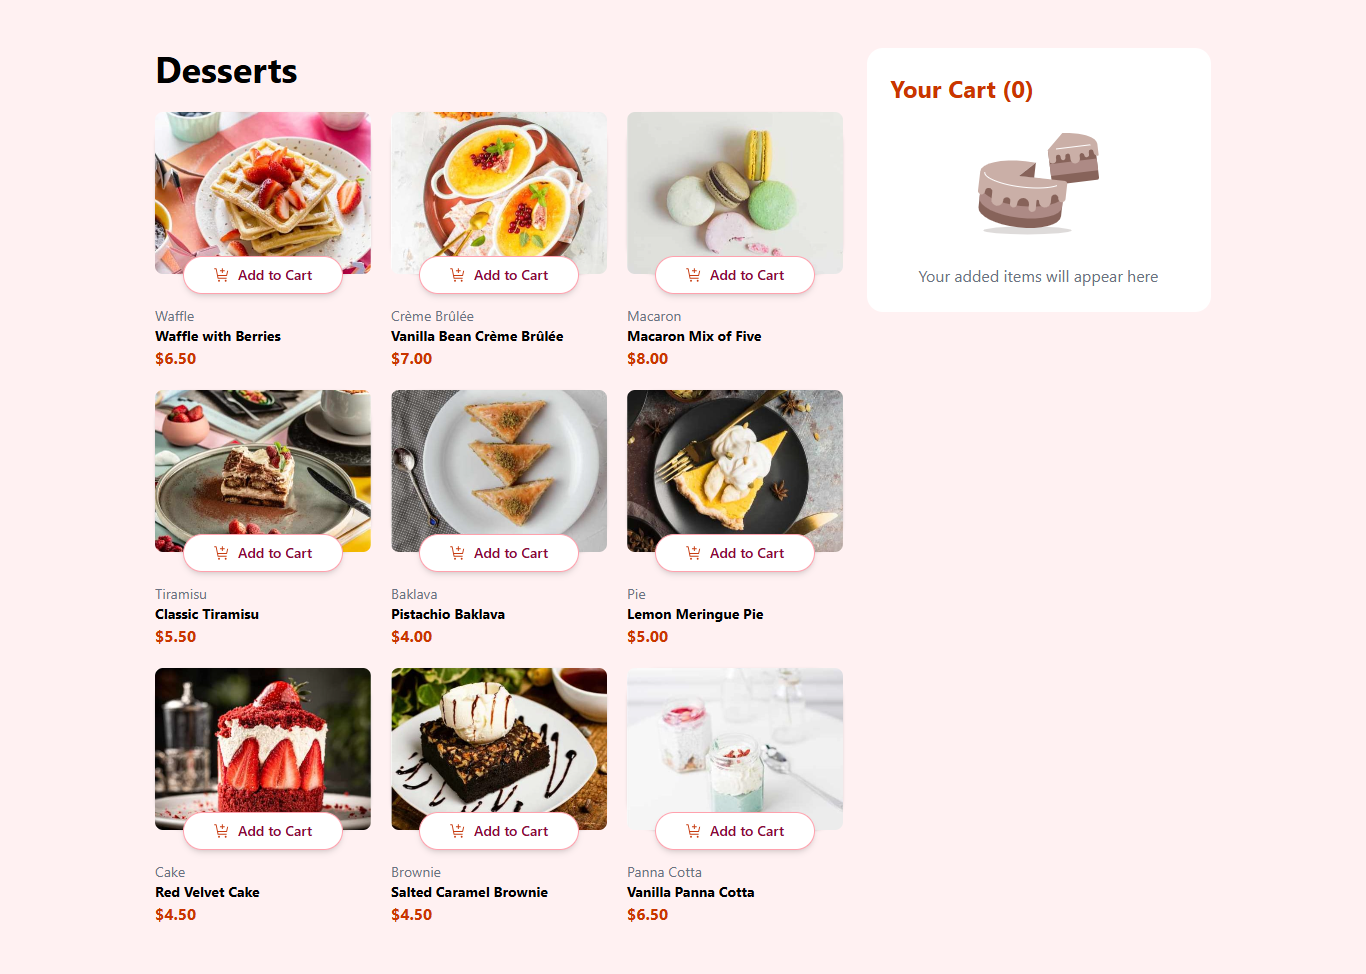 Desserts
Add to Cart
Waffle
Waffle with Berries
$6.50
Add to Cart
Crème Brûlée
Vanilla Bean Crème Brûlée
$7.00
Add to Cart
Macaron
Macaron Mix of Five
$8.00
Add to Cart
Tiramisu
Classic Tiramisu
$5.50
Add to Cart
Baklava
Pistachio Baklava
$4.00
Add to Cart
Pie
Lemon Meringue Pie
$5.00
Add to Cart
Cake
Red Velvet Cake
$4.50
Add to Cart
Brownie
Salted Caramel Brownie
$4.50
Add to Cart
Panna Cotta
Vanilla Panna Cotta
$6.50
Your Cart (0)
Your added items will appear here